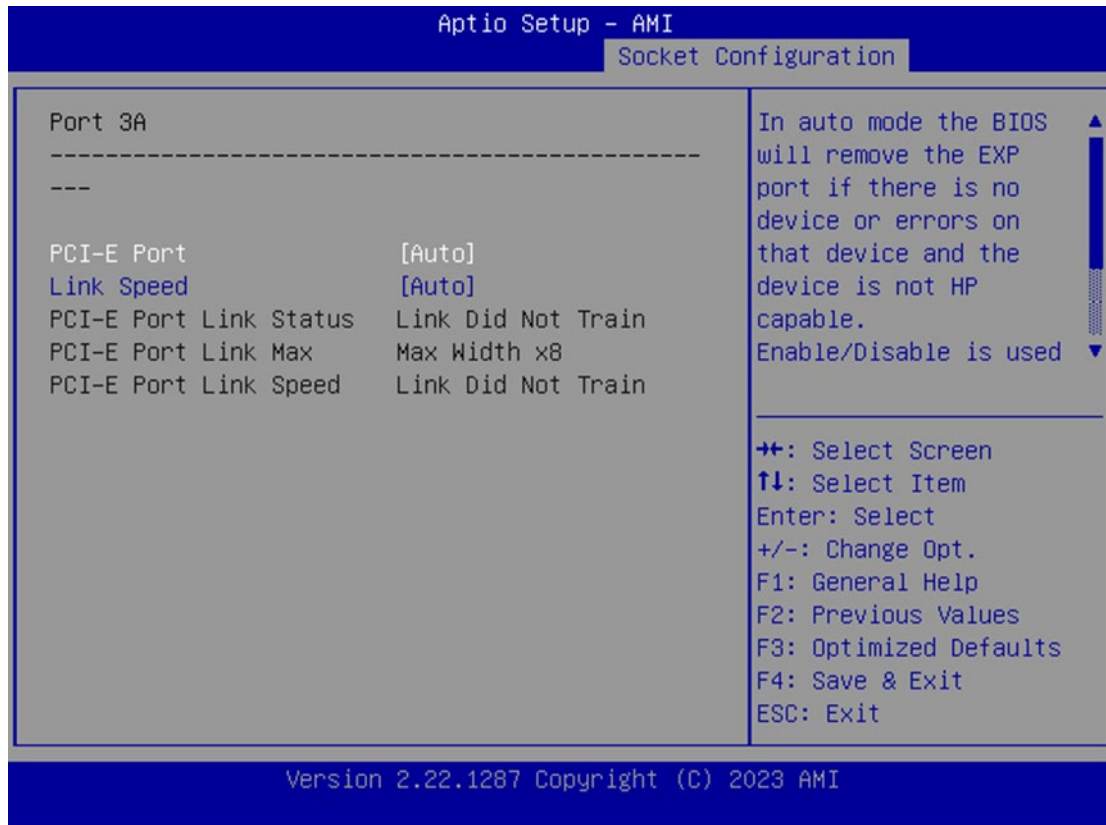 Aptio Setup – AMI
Socket Configuration
Port 3A
-----------------------------------------------
---
PCI-E Port [Auto]
Link Speed [Auto]
PCI-E Port Link Status Link Did Not Train
PCI-E Port Link Max Max Width x8
PCI-E Port Link Speed Link Did Not Train
In auto mode the BIOS
will remove the EXP
port if there is no
device or errors on
that device and the
device is not HP
capable.
Enable/Disable is used
→←: Select Screen
↑↓: Select Item
Enter: Select
+/-: Change Opt.
F1: General Help
F2: Previous Values
F3: Optimized Defaults
F4: Save & Exit
ESC: Exit
Version 2.22.1287 Copyright (C) 2023 AMI